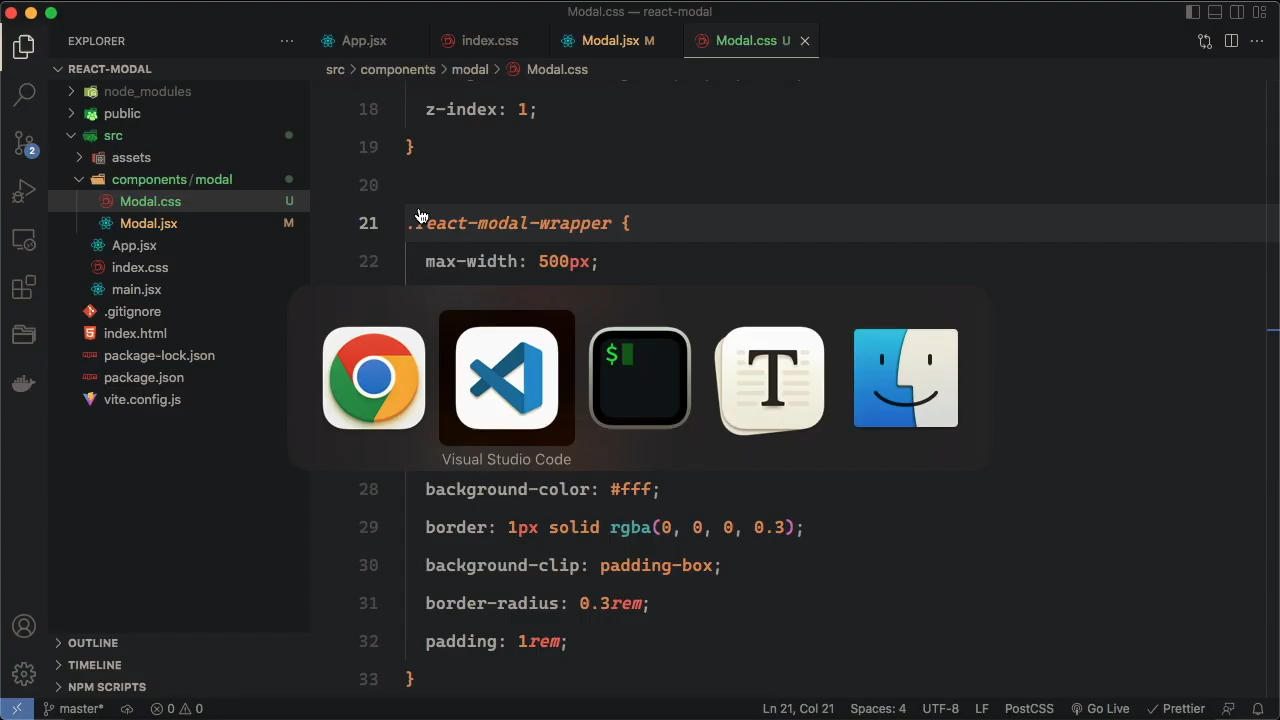 Modal.css — react-modal
EXPLORER
App.jsx
index.css
Modal.jsx M
Modal.css U
REACT-MODAL
src > components > modal > Modal.css
node_modules
public
src
assets
components / modal
Modal.css U
Modal.jsx M
App.jsx
index.css
main.jsx
.gitignore
index.html
package-lock.json
package.json
vite.config.js
18 z-index: 1;
19 }
20
21 .react-modal-wrapper {
22 max-width: 500px;
$
T
Visual Studio Code
28 background-color: #fff;
29 border: 1px solid rgba(0, 0, 0, 0.3);
30 background-clip: padding-box;
31 border-radius: 0.3rem;
32 padding: 1rem;
33 }
2
OUTLINE
TIMELINE
NPM SCRIPTS
master* 0 0 Ln 21, Col 21 Spaces: 4 UTF-8 LF PostCSS Go Live Prettier